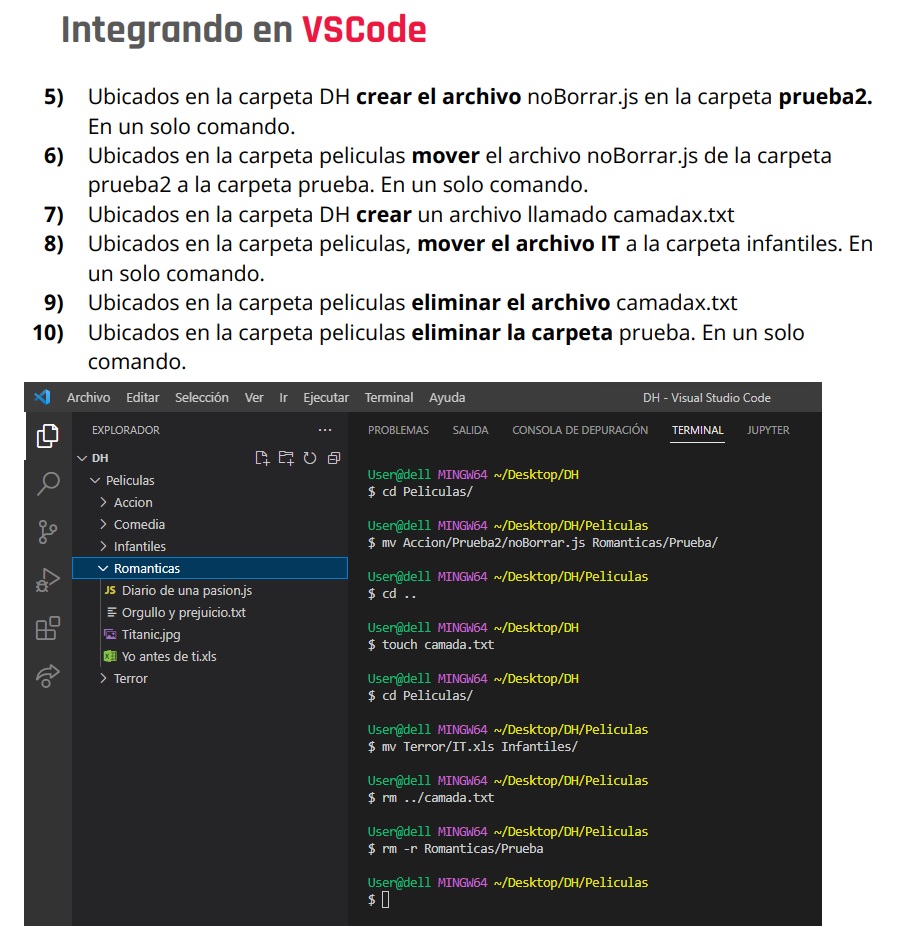 Integrando en VSCode
5) Ubicados en la carpeta DH crear el archivo noBorrar.js en la carpeta prueba2.
En un solo comando.
6) Ubicados en la carpeta peliculas mover el archivo noBorrar.js de la carpeta
prueba2 a la carpeta prueba. En un solo comando.
7) Ubicados en la carpeta DH crear un archivo llamado camadax.txt
8) Ubicados en la carpeta peliculas, mover el archivo IT a la carpeta infantiles. En
un solo comando.
9) Ubicados en la carpeta peliculas eliminar el archivo camadax.txt
10) Ubicados en la carpeta peliculas eliminar la carpeta prueba. En un solo
comando.
Archivo Editar Selección Ver Ir Ejecutar Terminal Ayuda DH - Visual Studio Code
EXPLORADOR
DH
Peliculas
Accion
Comedia
Infantiles
Romanticas
JS Diario de una pasion.js
Orgullo y prejuicio.txt
Titanic.jpg
Yo antes de ti.xls
Terror
PROBLEMAS SALIDA CONSOLA DE DEPURACIÓN TERMINAL JUPYTER
User@dell MINGW64 ~/Desktop/DH
$ cd Peliculas/
User@dell MINGW64 ~/Desktop/DH/Peliculas
$ mv Accion/Prueba2/noBorrar.js Romanticas/Prueba/
User@dell MINGW64 ~/Desktop/DH/Peliculas
$ cd ..
User@dell MINGW64 ~/Desktop/DH
$ touch camada.txt
User@dell MINGW64 ~/Desktop/DH
$ cd Peliculas/
User@dell MINGW64 ~/Desktop/DH/Peliculas
$ mv Terror/IT.xls Infantiles/
User@dell MINGW64 ~/Desktop/DH/Peliculas
$ rm ../camada.txt
User@dell MINGW64 ~/Desktop/DH/Peliculas
$ rm -r Romanticas/Prueba
User@dell MINGW64 ~/Desktop/DH/Peliculas
$